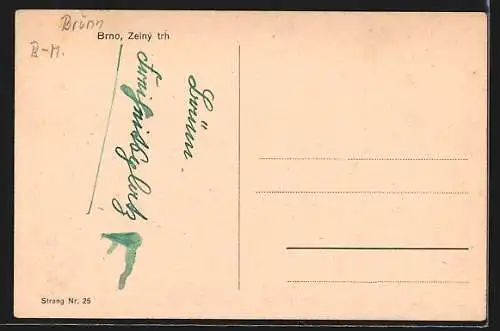 Brünn
B-M.
Brno, Zelný trh
Brünn
Strang Nr. 25